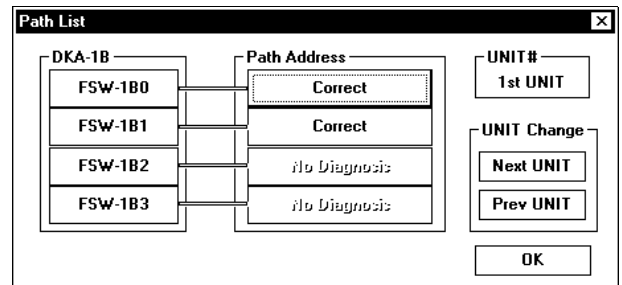 Path List
DKA-1B
Path Address
UNIT#
FSW-1B0
Correct
1st UNIT
FSW-1B1
Correct
UNIT Change
FSW-1B2
No Diagnosis
Next UNIT
FSW-1B3
No Diagnosis
Prev UNIT
OK